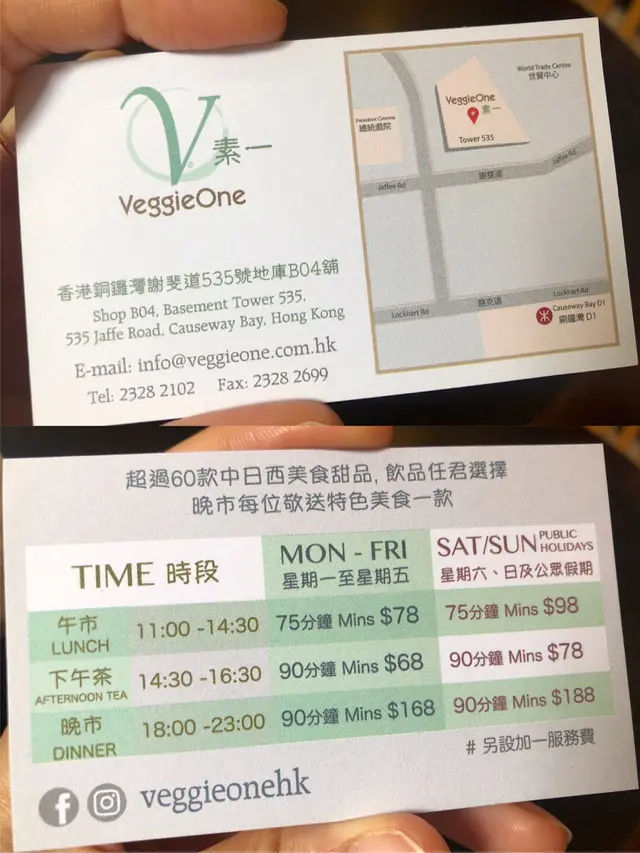 V
素一
VeggieOne
香港銅鑼灣謝斐道535號地庫B04舖
Shop B04, Basement Tower 535,
535 Jaffe Road, Causeway Bay, Hong Kong
E-mail: info@veggieone.com.hk
Tel: 2328 2102 Fax: 2328 2699
World Trade Centre
世貿中心
VeggieOne
素一
Tower 535
President Cinema
總統戲院
Jaffee Rd
謝斐道
Jaffee Rd
Lockhart Rd
駱克道
Lockhart Rd
Causeway Bay D1
銅鑼灣 D1
超過60款中日西美食甜品, 飲品任君選擇
晚市每位敬送特色美食一款
TIME 時段
MON - FRI
星期一至星期五
SAT/SUN PUBLIC HOLIDAYS
星期六、日及公眾假期
午市 11:00 -14:30 75分鐘 Mins $78 75分鐘 Mins $98
LUNCH
下午茶 14:30 -16:30 90分鐘 Mins $68 90分鐘 Mins $78
AFTERNOON TEA
晚市 18:00 -23:00 90分鐘 Mins $168 90分鐘 Mins $188
DINNER
# 另設加一服務費
veggieonehk